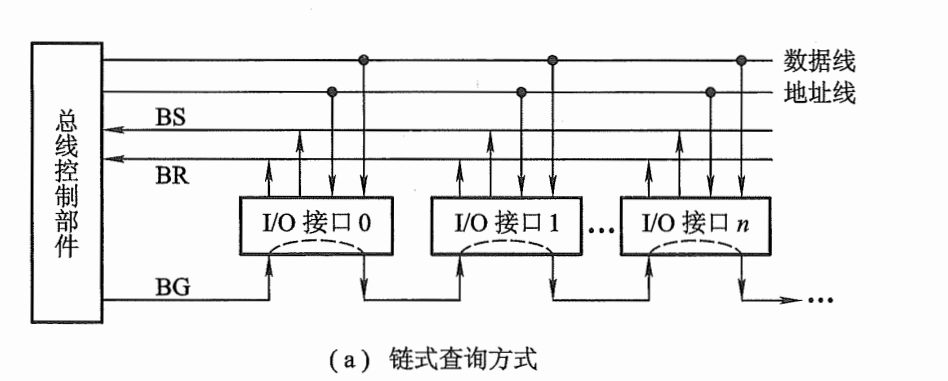 数据线
地址线
BS
BR
总线控制部件
I/O 接口 0
I/O 接口 1
...
I/O 接口 n
BG
...
(a) 链式查询方式